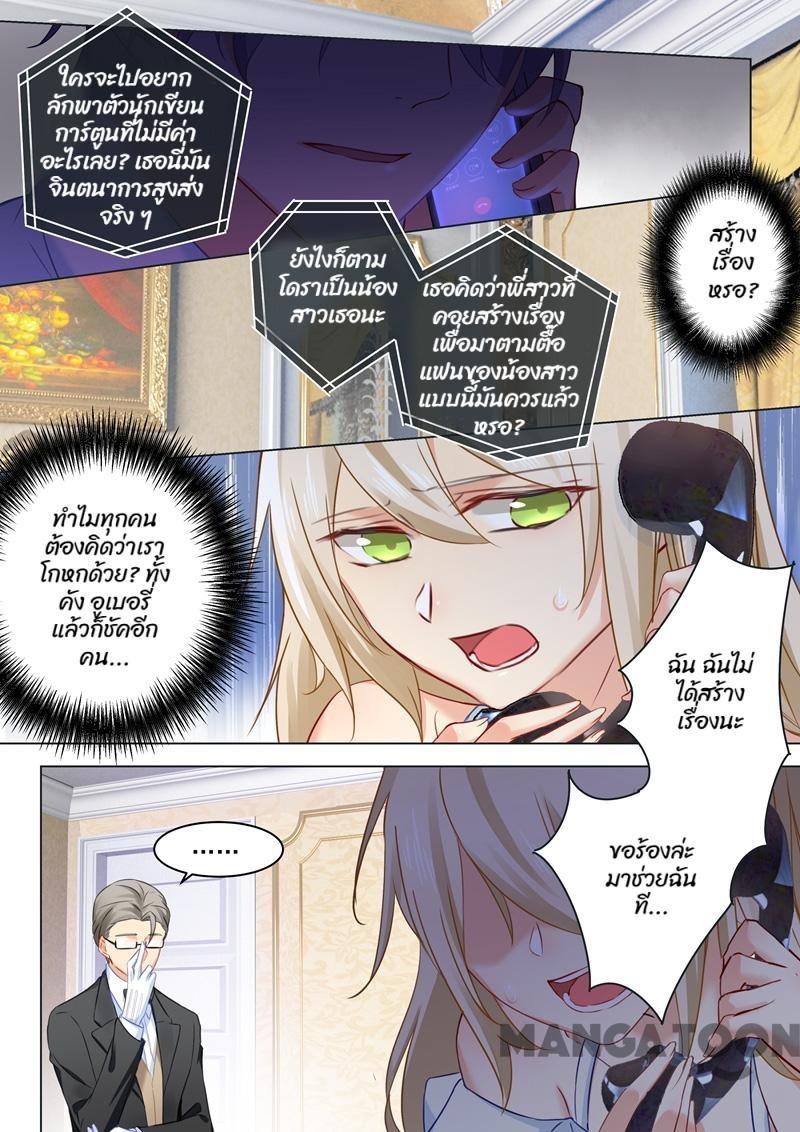 ใครจะไปอยาก
ลักพาตัวนักเขียน
การ์ตูนที่ไม่มีค่า
อะไรเลย? เธอนี่มัน
จินตนาการสูงส่ง
จริง ๆ
สร้าง
เรื่อง
หรอ?
ยังไงก็ตาม
โดราเป็นน้อง
สาวเธอนะ
เธอคิดว่าพี่สาวที่
คอยสร้างเรื่อง
เพื่อมาตามตื้อ
แฟนของน้องสาว
แบบนี้มันควรแล้ว
หรอ?
ทำไมทุกคน
ต้องคิดว่าเรา
โกหกด้วย? ทั้ง
คัง อูเบอรี่
แล้วก็ชัคอีก
คน...
ฉัน ฉันไม่
ได้สร้าง
เรื่องนะ
......
ขอร้องล่ะ
มาช่วยฉัน
ที...
MANGATOON